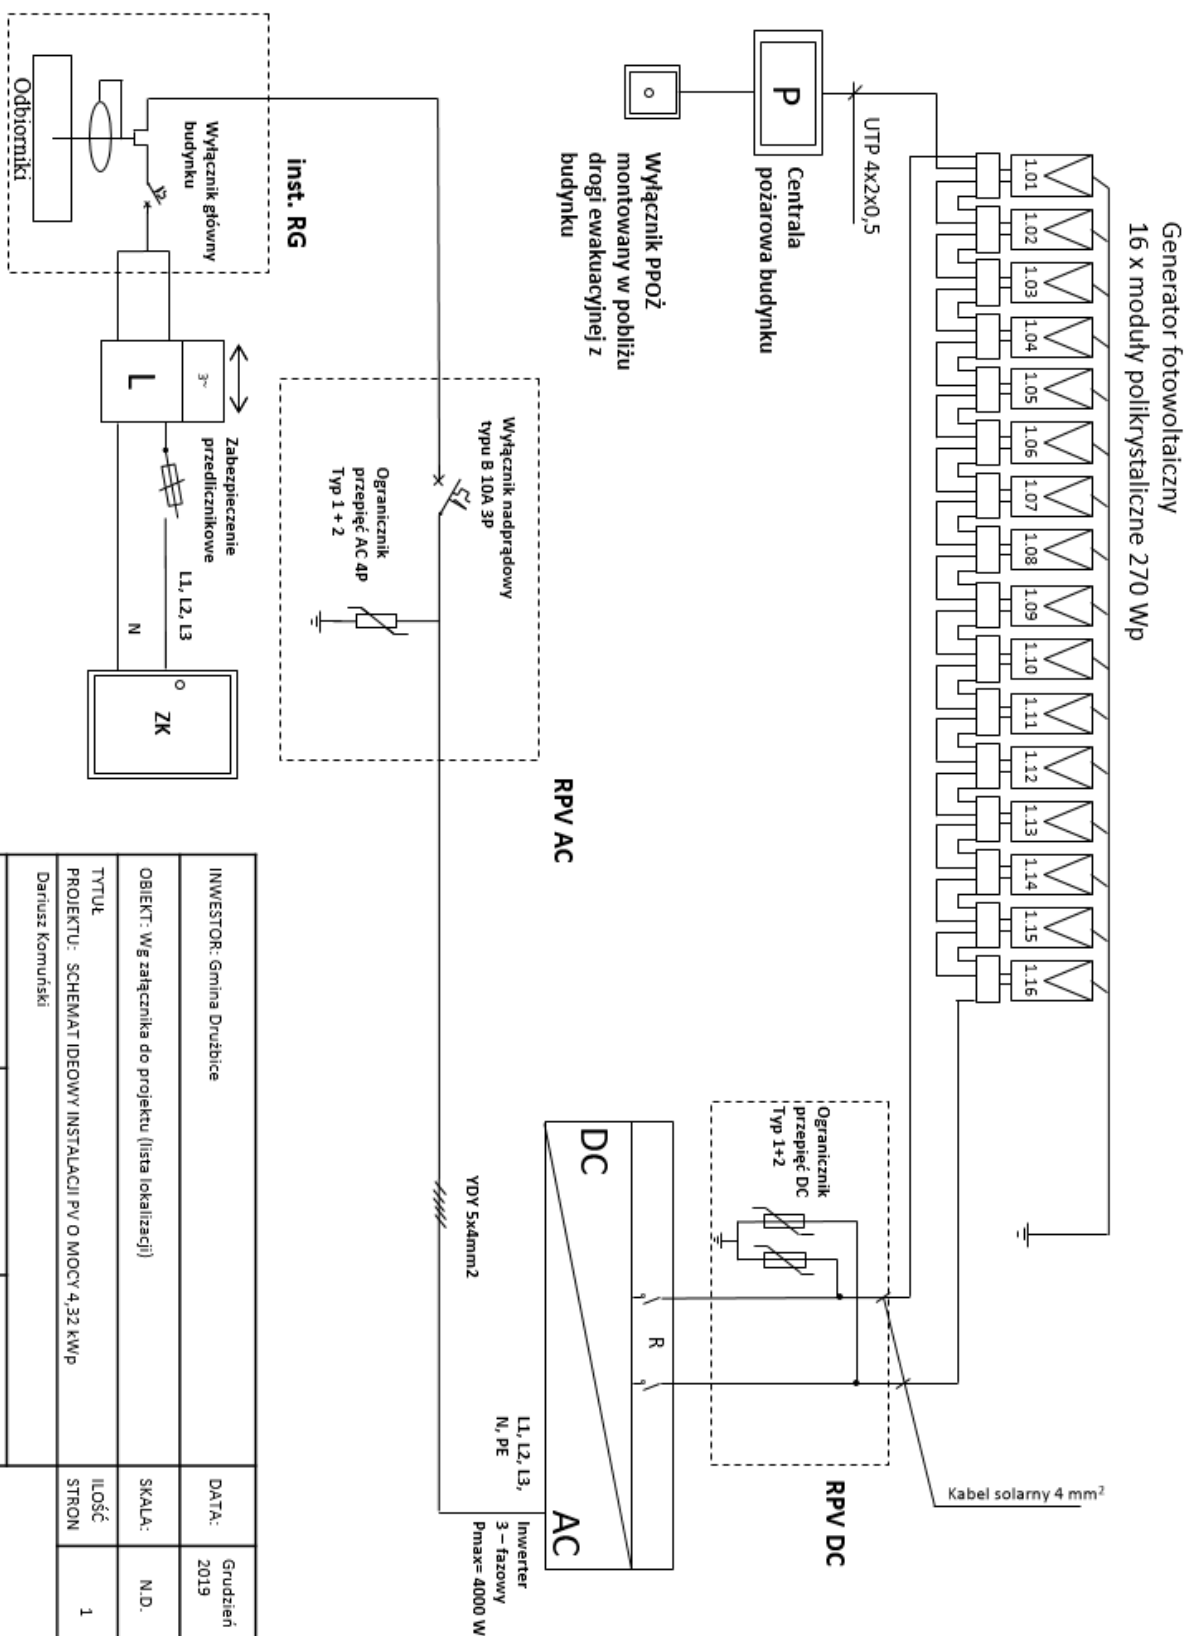 Generator fotowoltaiczny
16 x moduły polikrystaliczne 270 Wp
1.01
1.02
1.03
1.04
1.05
1.06
1.07
1.08
1.09
1.10
1.11
1.12
1.13
1.14
1.15
1.16
UTP 4x2x0,5
P
Centrala
pożarowa budynku
Wyłącznik PPOŻ
montowany w pobliżu
drogi ewakuacyjnej z
budynku
Kabel solarny 4 mm²
RPV DC
Ogranicznik
przepięć DC
Typ 1+2
R
DC
AC
Inwerter
3 – fazowy
Pmax= 4000 W
L1, L2, L3,
N, PE
YDY 5x4mm2
RPV AC
Wyłącznik nadprądowy
typu B 10A 3P
Ogranicznik
przepięć AC 4P
Typ 1 + 2
inst. RG
Wyłącznik główny
budynku
Odbiorniki
3~
L
Zabezpieczenie
przedlicznikowe
L1, L2, L3
N
ZK
INWESTOR: Gmina Drużbice
DATA:
Grudzień
2019
OBIEKT: Wg załącznika do projektu (lista lokalizacji)
SKALA:
N.D.
TYTUŁ
PROJEKTU: SCHEMAT IDEOWY INSTALACJI PV O MOCY 4,32 kWp
ILOŚĆ
STRON
1
Dariusz Komuński